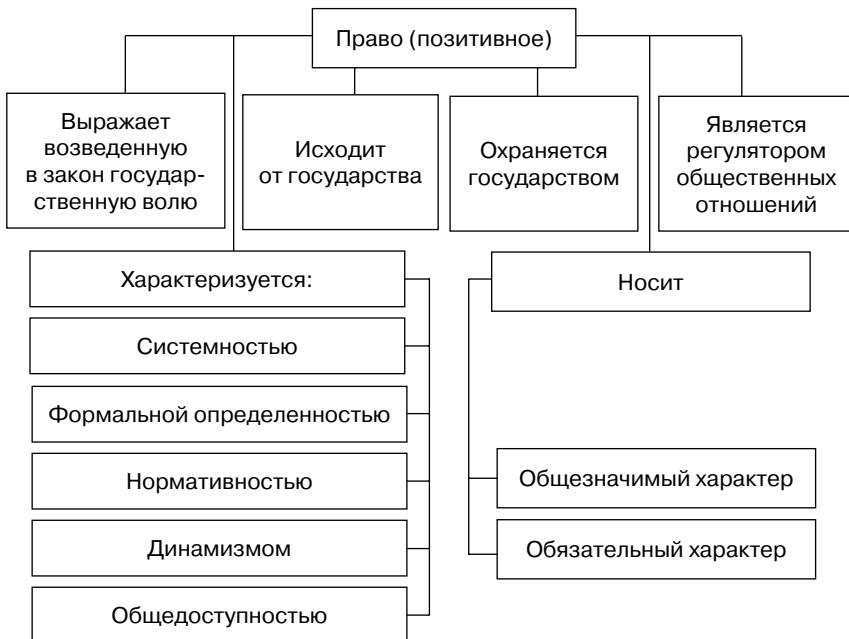 Право (позитивное)
Выражает
возведенную
в закон государ-
ственную волю
Исходит
от государства
Охраняется
государством
Является
регулятором
общественных
отношений
Характеризуется:
Системностью
Формальной определенностью
Нормативностью
Динамизмом
Общедоступностью
Носит
Общезначимый характер
Обязательный характер